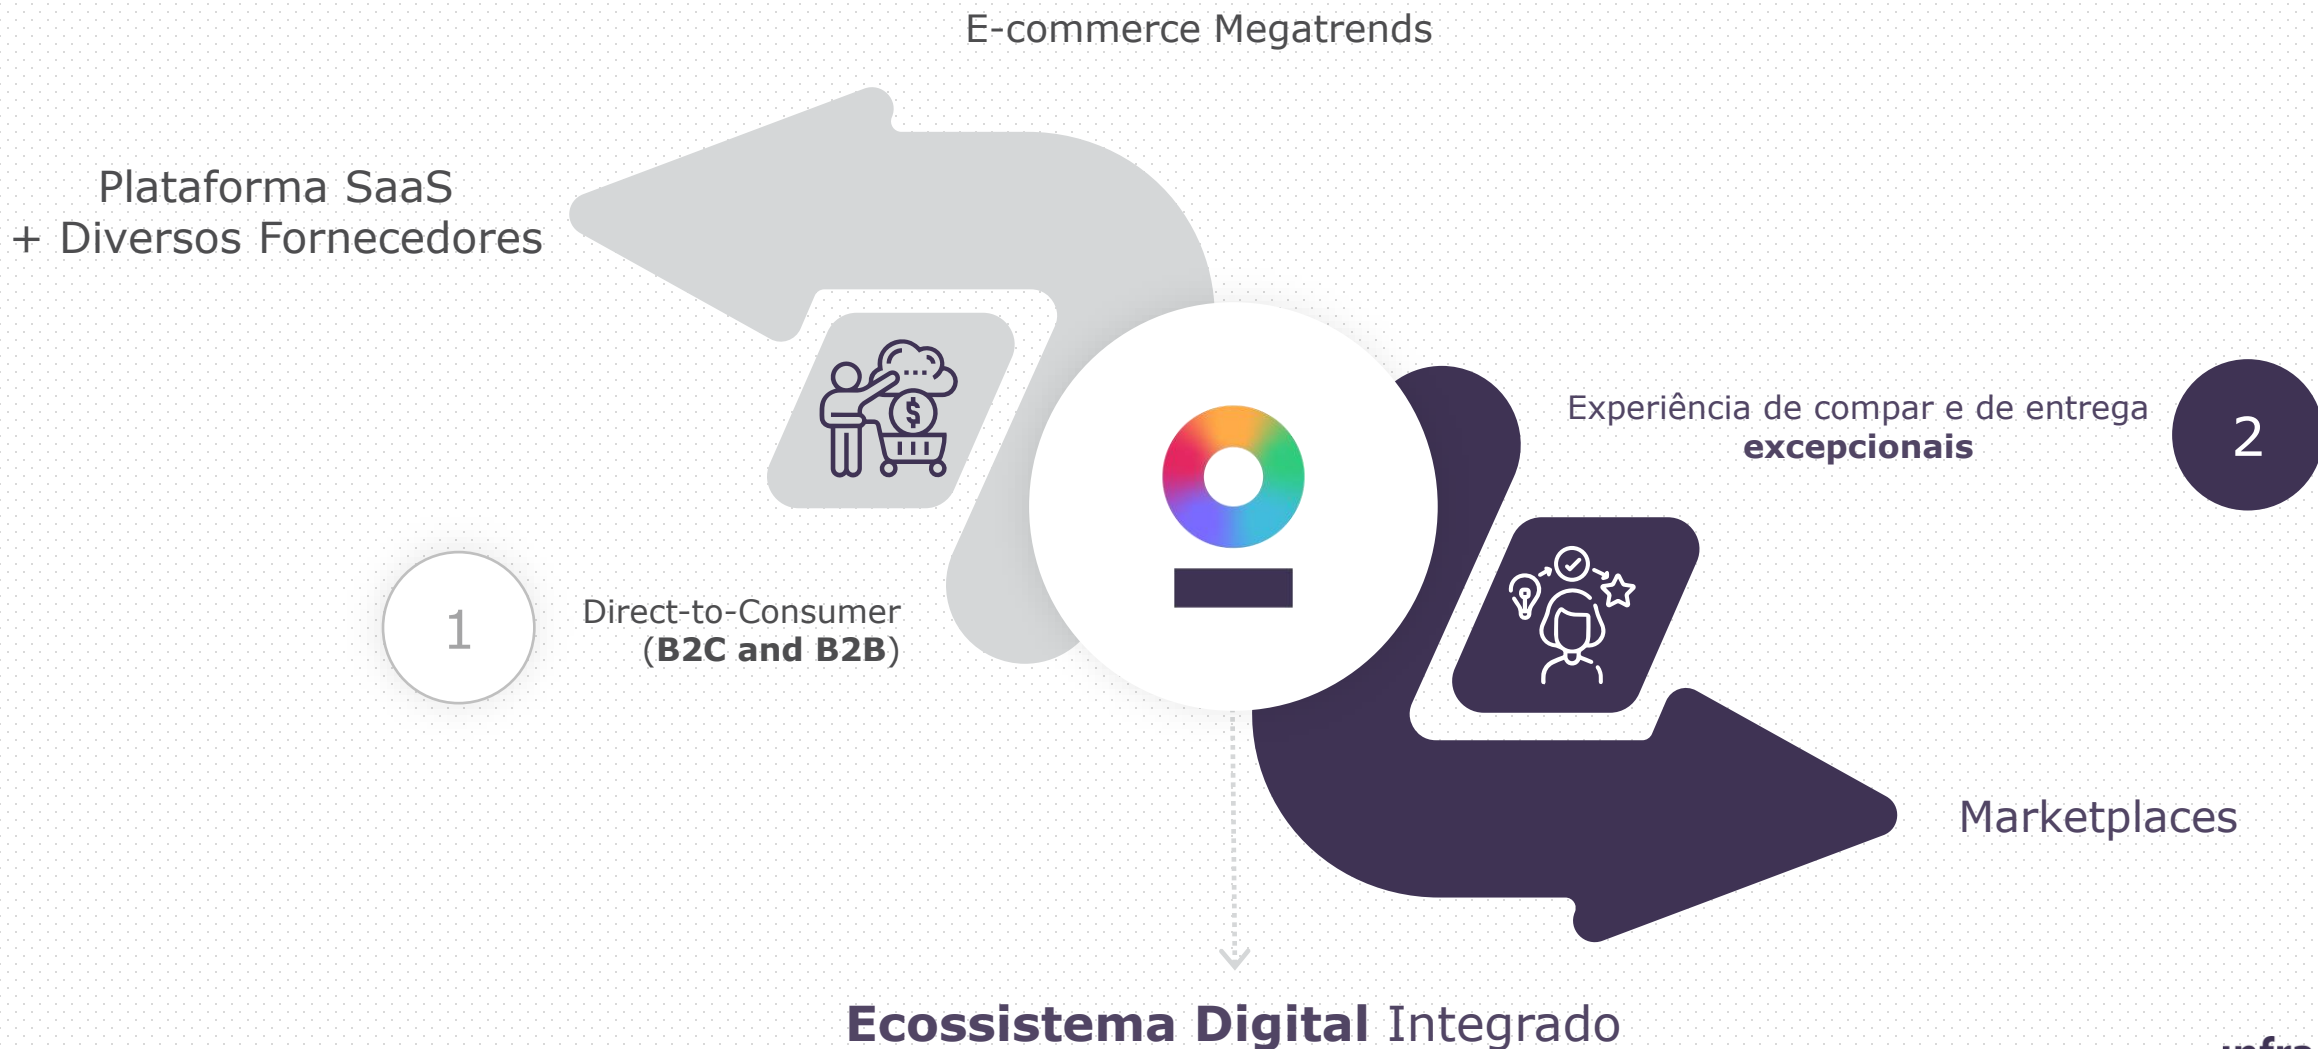 E-commerce Megatrends
Plataforma SaaS
+ Diversos Fornecedores
Experiência de compar e de entrega
excepcionais
2
1
Direct-to-Consumer
(B2C and B2B)
Marketplaces
Ecossistema Digital Integrado